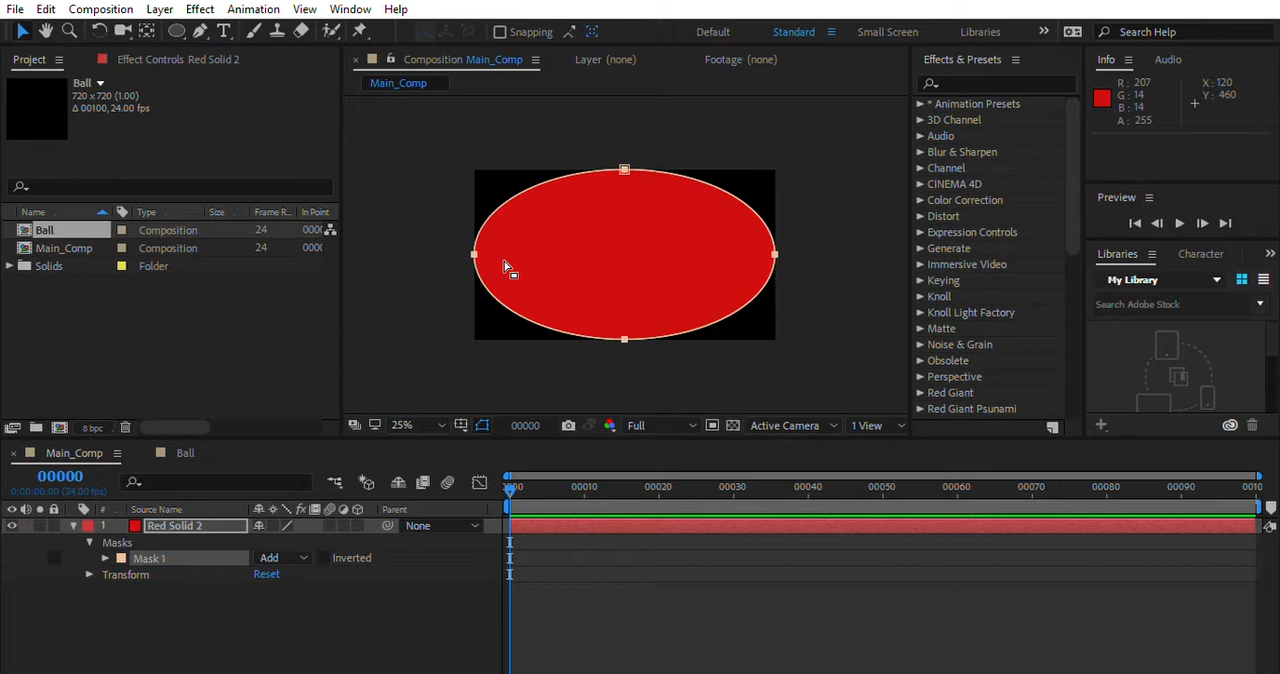 File Edit Composition Layer Effect Animation View Window Help
Snapping Default Standard Small Screen Libraries Search Help
Project Effect Controls Red Solid 2
Ball
720 x 720 (1.00)
Δ 00100, 24.00 fps
Name Type Size Frame R... In Point
Ball Composition 24 0000
Main_Comp Composition 24 0000
Solids Folder
8 bpc
Composition Main_Comp Layer (none) Footage (none)
Main_Comp
25% 00000 Full Active Camera 1 View
Effects & Presets
* Animation Presets
3D Channel
Audio
Blur & Sharpen
Channel
CINEMA 4D
Color Correction
Distort
Expression Controls
Generate
Immersive Video
Keying
Knoll
Knoll Light Factory
Matte
Noise & Grain
Obsolete
Perspective
Red Giant
Red Giant Psunami
Info Audio
R: 207 X: 120
G: 14 Y: 460
B: 14
A: 255
Preview
Libraries Character
My Library
Search Adobe Stock
Main_Comp Ball
00000
0:00:00:00 (24.00 fps)
# Source Name Parent
1 Red Solid 2 None
Masks
Mask 1 Add Inverted
Transform Reset
0000 00010 00020 00030 00040 00050 00060 00070 00080 00090 0010